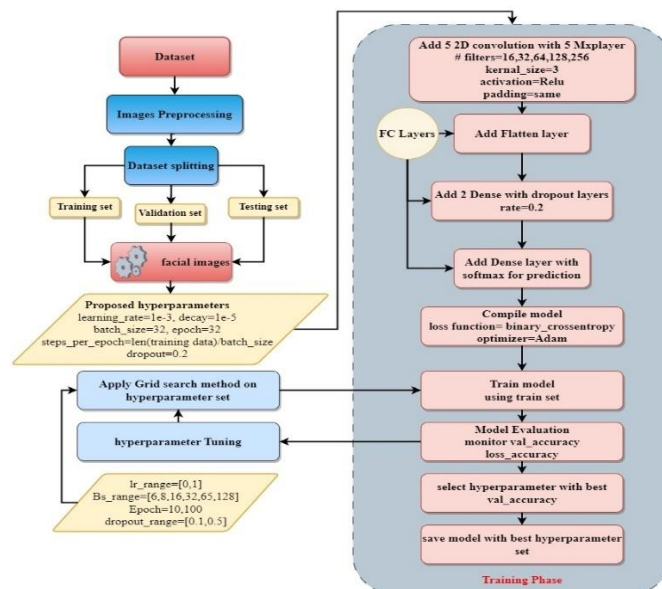 Dataset
Images Preprocessing
Dataset splitting
Training set
Validation set
Testing set
facial images
Proposed hyperparameters
learning_rate=1e-3, decay=1e-5
batch_size=32, epoch=32
steps_per_epoch=len(training data)/batch_size
dropout=0.2
Apply Grid search method on
hyperparameter set
hyperparameter Tuning
lr_range=[0,1]
Bs_range=[6,8,16,32,65,128]
Epoch=10,100
dropout_range=[0.1,0.5]
Add 5 2D convolution with 5 Mxplayer
# filters=16,32,64,128,256
kernal_size=3
activation=Relu
padding=same
FC Layers
Add Flatten layer
Add 2 Dense with dropout layers
rate=0.2
Add Dense layer with
softmax for prediction
Compile model
loss function= binary_crossentropy
optimizer=Adam
Train model
using train set
Model Evaluation
monitor val_accuracy
loss_accuracy
select hyperparameter with best
val_accuracy
save model with best hyperparameter
set
Training Phase